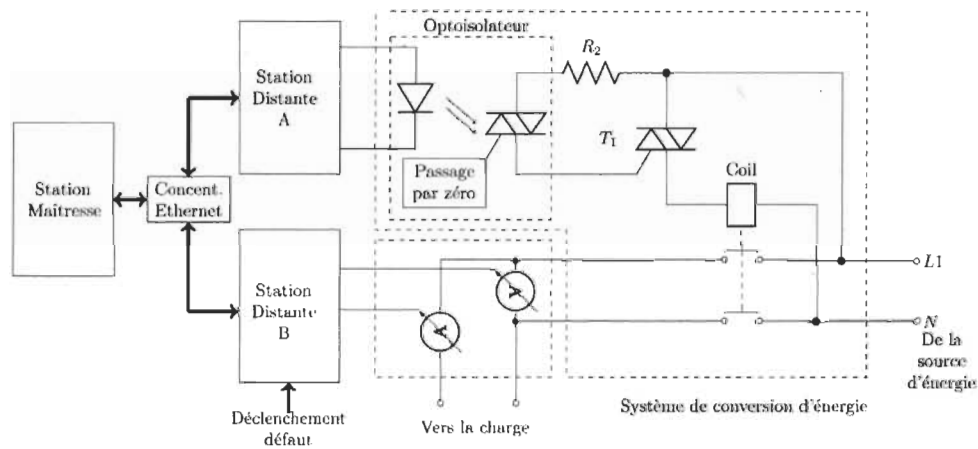 Optoisolateur
Station
Distante
A
R2
T1
Passage
par zéro
Coil
Station
Maîtresse
Concent.
Ethernet
Station
Distante
B
A
A
L1
N
De la
source
d'énergie
Déclenchement
défaut
Vers la charge
Système de conversion d'énergie